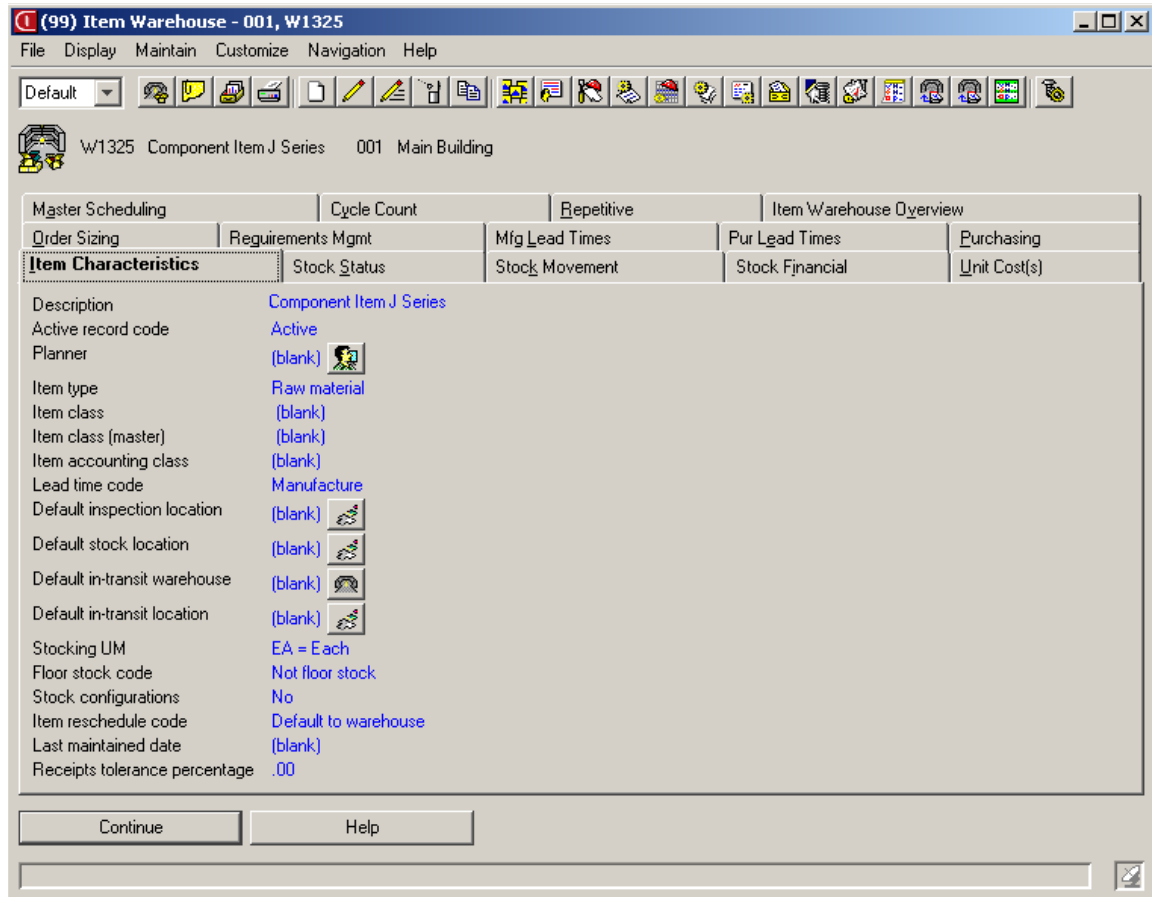 (99) Item Warehouse - 001, W1325
File Display Maintain Customize Navigation Help
Default
W1325 Component Item J Series 001 Main Building
Master Scheduling Cycle Count Repetitive Item Warehouse Overview
Order Sizing Requirements Mgmt Mfg Lead Times Pur Lead Times Purchasing
Item Characteristics Stock Status Stock Movement Stock Financial Unit Cost(s)
Description Component Item J Series
Active record code Active
Planner (blank)
Item type Raw material
Item class (blank)
Item class (master) (blank)
Item accounting class (blank)
Lead time code Manufacture
Default inspection location (blank)
Default stock location (blank)
Default in-transit warehouse (blank)
Default in-transit location (blank)
Stocking UM EA = Each
Floor stock code Not floor stock
Stock configurations No
Item reschedule code Default to warehouse
Last maintained date (blank)
Receipts tolerance percentage .00
Continue Help